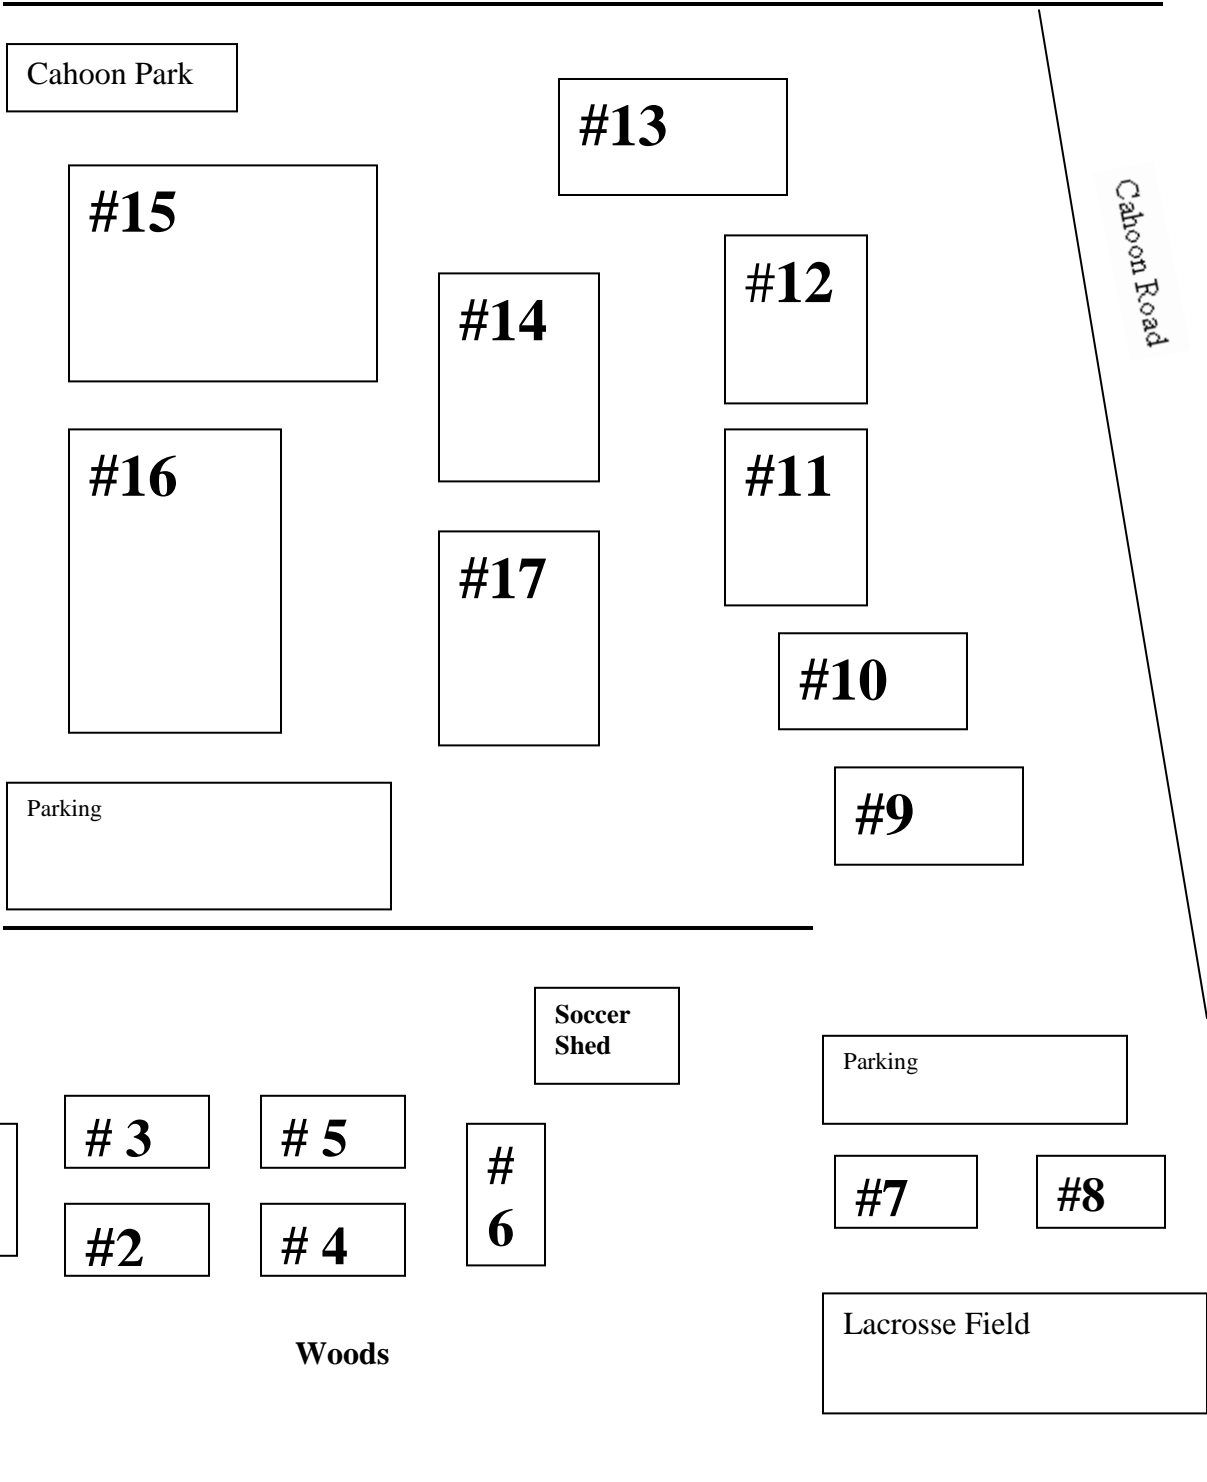 Cahoon Park
#13
#15
Cahoon Road
#12
#14
#16
#11
#17
#10
Parking
#9
Soccer
Shed
Parking
# 3
# 5
#
6
#7
#8
#2
# 4
Lacrosse Field
Woods